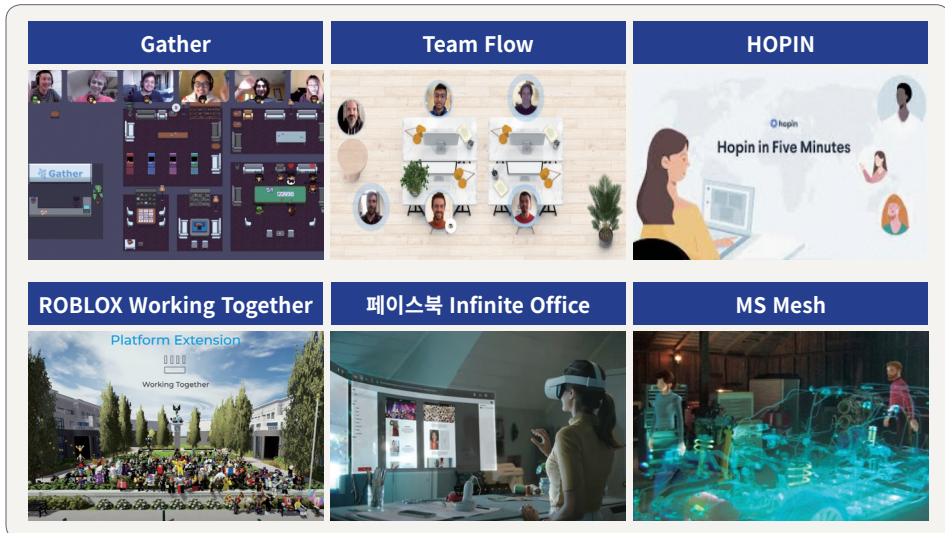 Gather
Team Flow
HOPIN
Gather
hopin
Hopin in Five Minutes
ROBLOX Working Together
페이스북 Infinite Office
MS Mesh
Platform Extension
Working Together